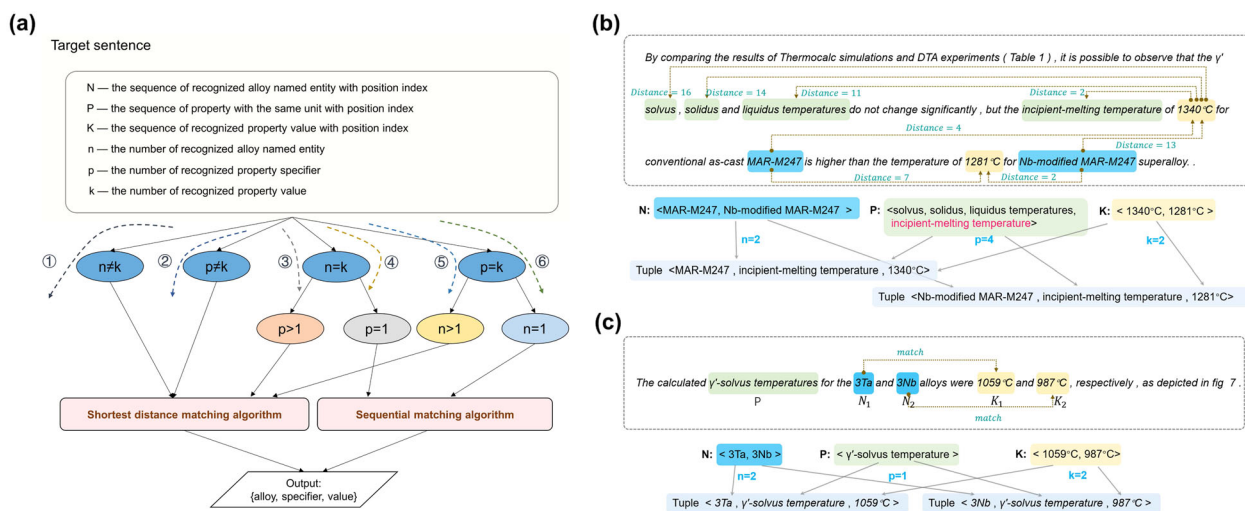 (a)
Target sentence
N — the sequence of recognized alloy named entity with position index
P — the sequence of property with the same unit with position index
K — the sequence of recognized property value with position index
n — the number of recognized alloy named entity
p — the number of recognized property specifier
k — the number of recognized property value
① ② ③ ④ ⑤ ⑥
n≠k p≠k n=k p=k
p>1 p=1 n>1 n=1
Shortest distance matching algorithm Sequential matching algorithm
Output:
{alloy, specifier, value}
(b)
By comparing the results of Thermocalc simulations and DTA experiments ( Table 1 ) , it is possible to observe that the γ'
Distance = 16 Distance = 14 Distance = 11 Distance = 2
solvus , solidus and liquidus temperatures do not change significantly , but the incipient-melting temperature of 1340℃ for
Distance = 4
Distance = 13
conventional as-cast MAR-M247 is higher than the temperature of 1281℃ for Nb-modified MAR-M247 superalloy. .
Distance = 7 Distance = 2
N: <MAR-M247, Nb-modified MAR-M247 > P: <solvus, solidus, liquidus temperatures, K: < 1340°C, 1281°C >
incipient-melting temperature>
n=2 p=4 k=2
Tuple <MAR-M247 , incipient-melting temperature , 1340°C>
Tuple <Nb-modified MAR-M247 , incipient-melting temperature , 1281°C>
(c)
match
The calculated γ'-solvus temperatures for the 3Ta and 3Nb alloys were 1059℃ and 987℃ , respectively , as depicted in fig 7 .
P N₁ N₂ K₁ K₂
match
N: < 3Ta, 3Nb > P: < γ'-solvus temperature > K: < 1059°C, 987°C>
n=2 p=1 k=2
Tuple < 3Ta , γ'-solvus temperature , 1059℃ > Tuple < 3Nb , γ'-solvus temperature , 987℃ >